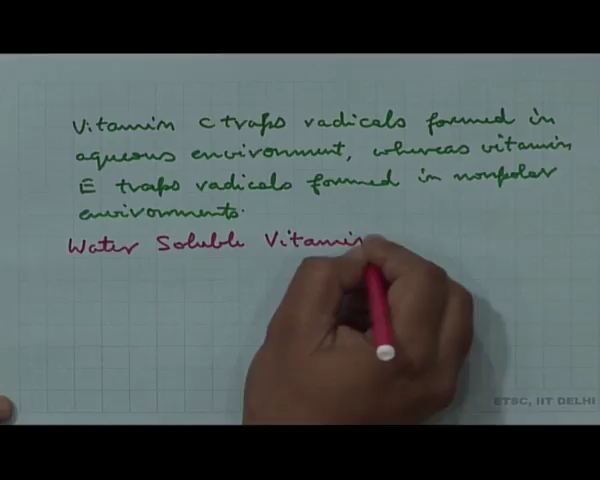 Vitamin C traps radicals formed in
aqueous environment, whereas vitamin
E traps radicals formed in nonpolar
environments.
Water Soluble Vitamin
ETSC, IIT DELHI